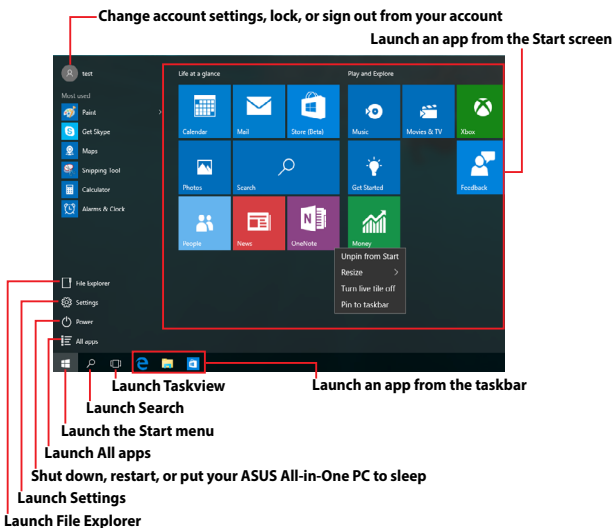 Change account settings, lock, or sign out from your account
Launch an app from the Start screen
test
Life at a glance
Play and Explore
Most used
Paint
Get Skype
Maps
Snipping Tool
Calculator
Alarms & Clock
Calendar
Mail
Store (Beta)
Music
Movies & TV
Xbox
Photos
Search
Get Started
Feedback
People
News
OneNote
Money
Unpin from Start
Resize
Turn live tile off
Pin to taskbar
File Explorer
Settings
Power
All apps
Launch Taskview
Launch an app from the taskbar
Launch Search
Launch the Start menu
Launch All apps
Shut down, restart, or put your ASUS All-in-One PC to sleep
Launch Settings
Launch File Explorer